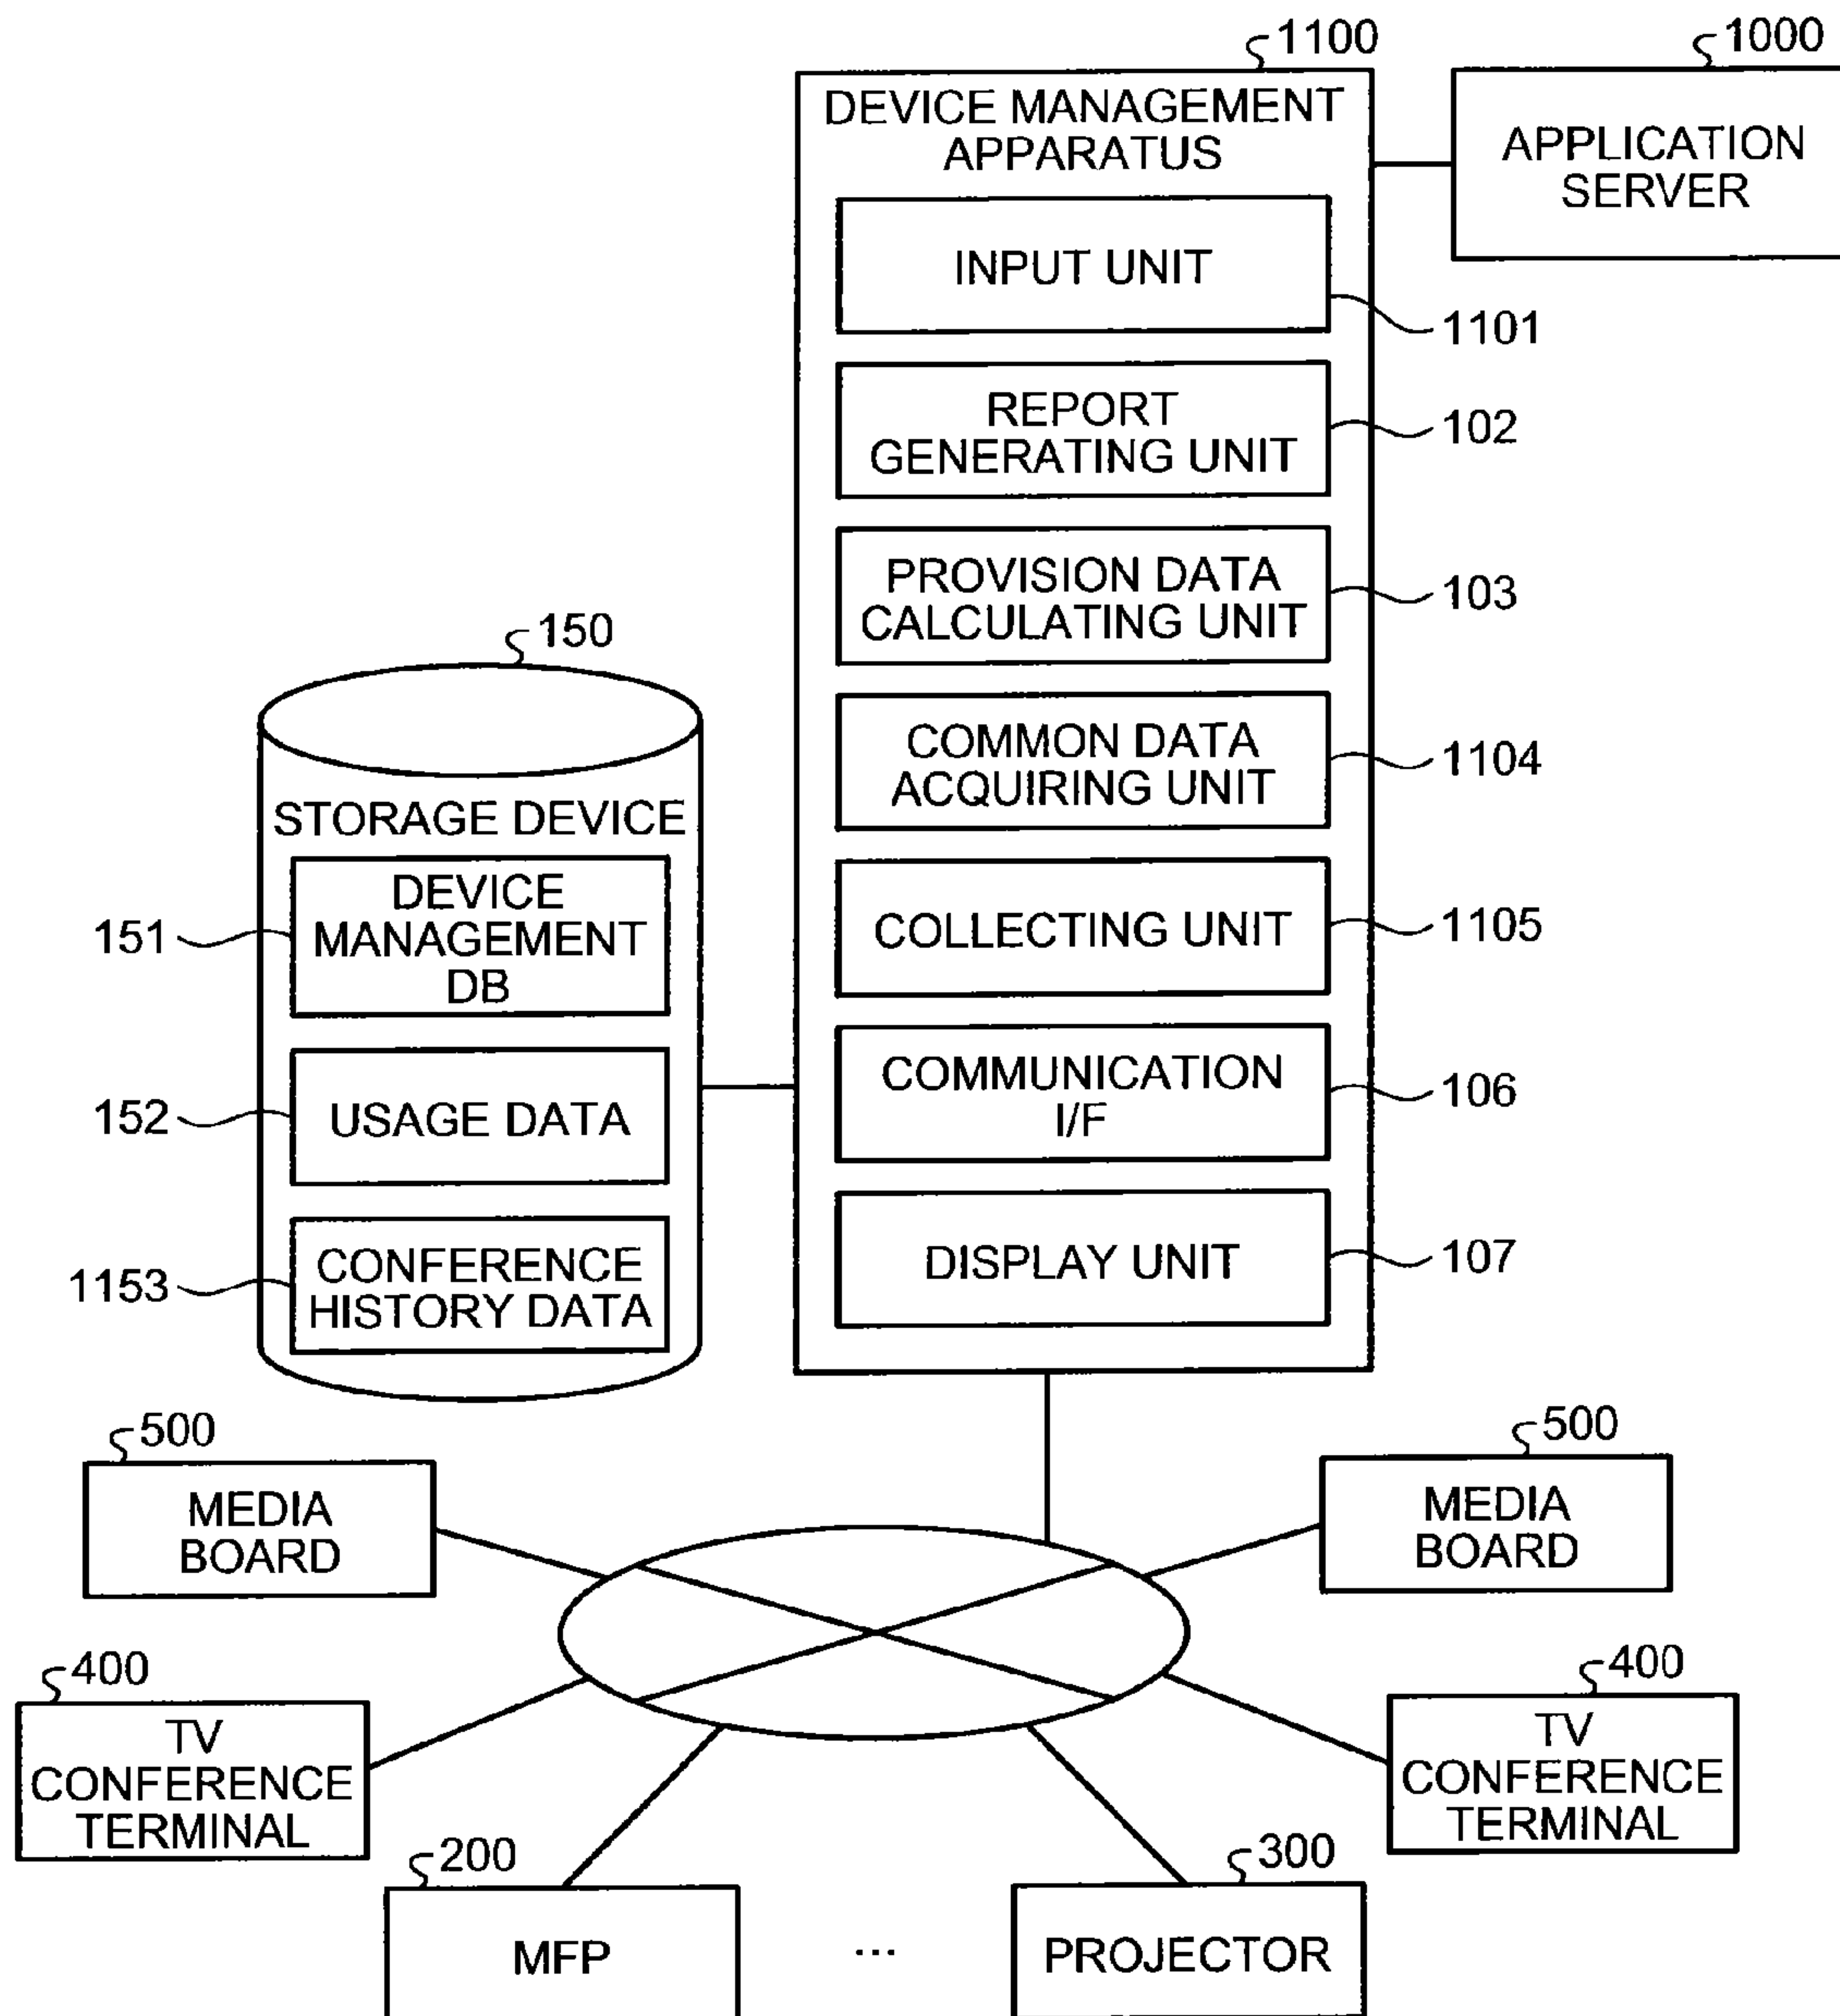 1100
1000
DEVICE MANAGEMENT
APPARATUS
APPLICATION
SERVER
INPUT UNIT
1101
REPORT
GENERATING UNIT
102
PROVISION DATA
CALCULATING UNIT
103
150
COMMON DATA
ACQUIRING UNIT
1104
STORAGE DEVICE
DEVICE
MANAGEMENT
DB
151
COLLECTING UNIT
1105
COMMUNICATION
I/F
106
USAGE DATA
152
DISPLAY UNIT
107
CONFERENCE
HISTORY DATA
1153
500
MEDIA
BOARD
500
MEDIA
BOARD
400
TV
CONFERENCE
TERMINAL
400
TV
CONFERENCE
TERMINAL
200
MFP
...
300
PROJECTOR